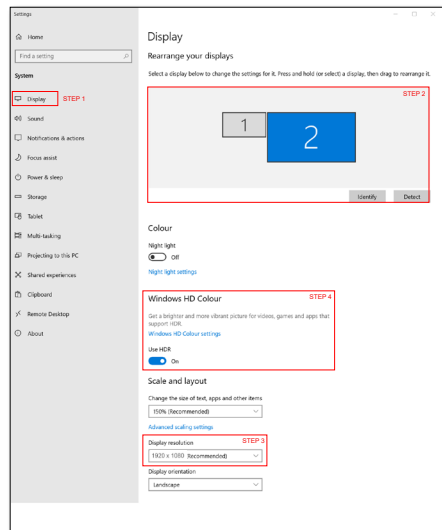 Settings
Home
Find a setting
System
Display STEP 1
Sound
Notifications & actions
Focus assist
Power & sleep
Storage
Tablet
Multi-tasking
Projecting to this PC
Shared experiences
Clipboard
Remote Desktop
About
Display
Rearrange your displays
Select a display below to change the settings for it. Press and hold (or select) a display, then drag to rearrange it.
STEP 2
1 2
Identify Detect
Colour
Night light
Off
Night light settings
Windows HD Colour STEP 4
Get a brighter and more vibrant picture for videos, games and apps that
support HDR.
Windows HD Colour settings
Use HDR
On
Scale and layout
Change the size of text, apps and other items
150% (Recommended)
Advanced scaling settings
Display resolution STEP 3
1920 x 1080 (Recommended)
Display orientation
Landscape